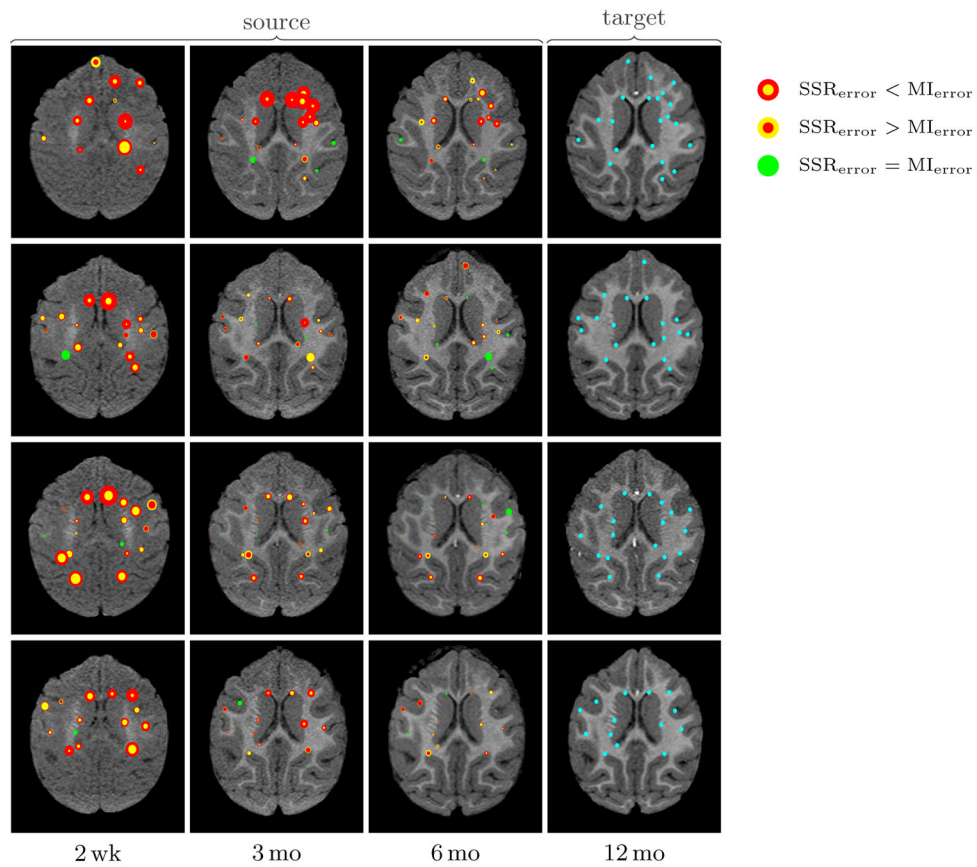 source
target
SSR_error < MI_error
SSR_error > MI_error
SSR_error = MI_error
2 wk
3 mo
6 mo
12 mo